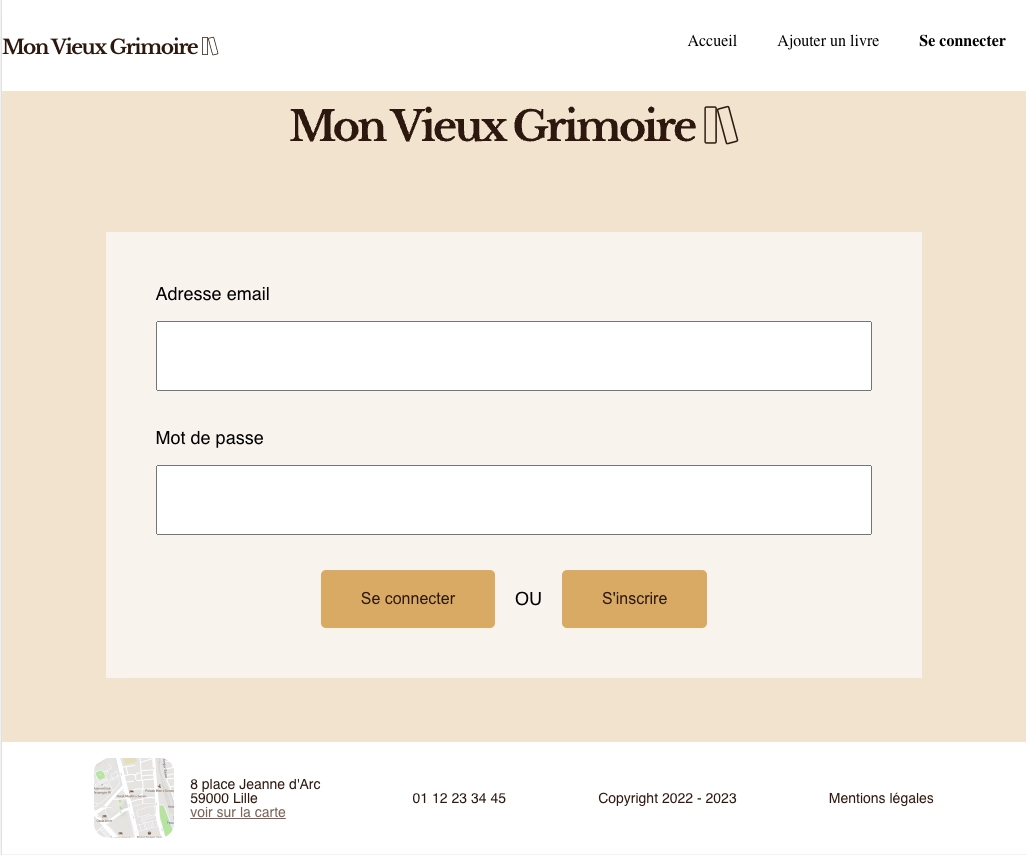 Mon Vieux Grimoire
Accueil
Ajouter un livre
Se connecter
Mon Vieux Grimoire
Adresse email
Mot de passe
Se connecter
OU
S'inscrire
8 place Jeanne d'Arc
59000 Lille
voir sur la carte
01 12 23 34 45
Copyright 2022 - 2023
Mentions légales